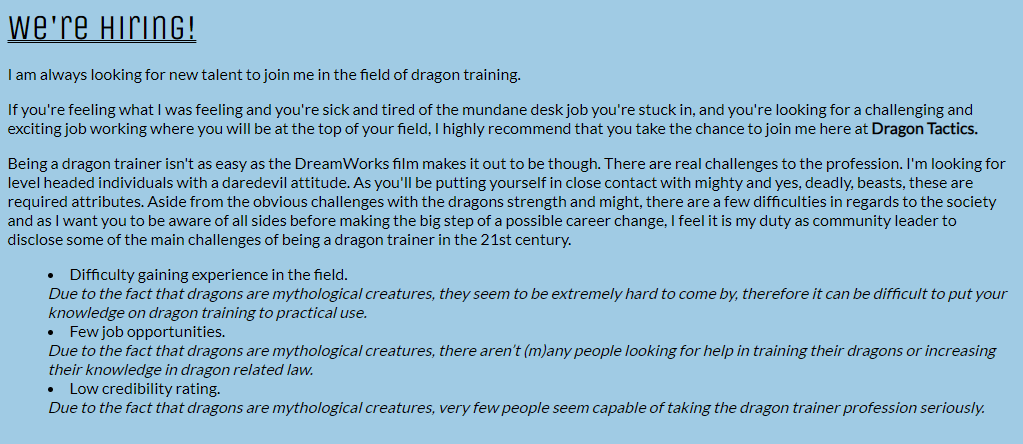 We're Hiring!
I am always looking for new talent to join me in the field of dragon training.
If you're feeling what I was feeling and you're sick and tired of the mundane desk job you're stuck in, and you're looking for a challenging and
exciting job working where you will be at the top of your field, I highly recommend that you take the chance to join me here at Dragon Tactics.
Being a dragon trainer isn't as easy as the DreamWorks film makes it out to be though. There are real challenges to the profession. I'm looking for
level headed individuals with a daredevil attitude. As you'll be putting yourself in close contact with mighty and yes, deadly, beasts, these are
required attributes. Aside from the obvious challenges with the dragons strength and might, there are a few difficulties in regards to the society
and as I want you to be aware of all sides before making the big step of a possible career change, I feel it is my duty as community leader to
disclose some of the main challenges of being a dragon trainer in the 21st century.
• Difficulty gaining experience in the field.
Due to the fact that dragons are mythological creatures, they seem to be extremely hard to come by, therefore it can be difficult to put your
knowledge on dragon training to practical use.
• Few job opportunities.
Due to the fact that dragons are mythological creatures, there aren't (m)any people looking for help in training their dragons or increasing
their knowledge in dragon related law.
• Low credibility rating.
Due to the fact that dragons are mythological creatures, very few people seem capable of taking the dragon trainer profession seriously.